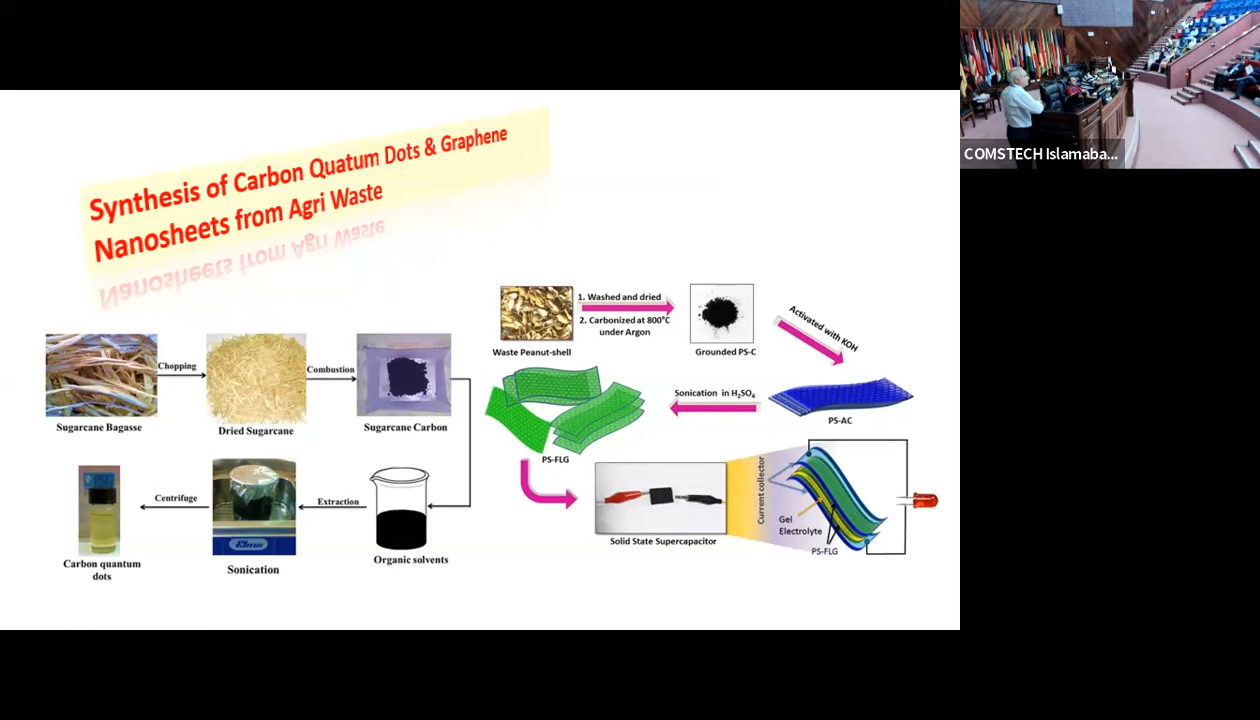 Synthesis of Carbon Quatum Dots & Graphene
Nanosheets from Agri Waste
COMSTECH Islamaba...
1. Washed and dried
2. Carbonized at 800°C
under Argon
Waste Peanut-shell
Grounded PS-C
Activated with KOH
Chopping
Combustion
Sugarcane Bagasse
Dried Sugarcane
Sugarcane Carbon
Sonication in H₂SO₄
PS-AC
PS-FLG
Centrifuge
Extraction
Carbon quantum
dots
Sonication
Organic solvents
Solid State Supercapacitor
Current collector
Gel
Electrolyte
PS-FLG